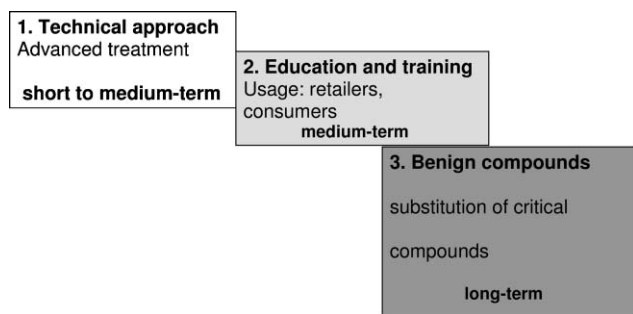 1. Technical approach
Advanced treatment
short to medium-term
2. Education and training
Usage: retailers,
consumers
medium-term
3. Benign compounds
substitution of critical
compounds
long-term